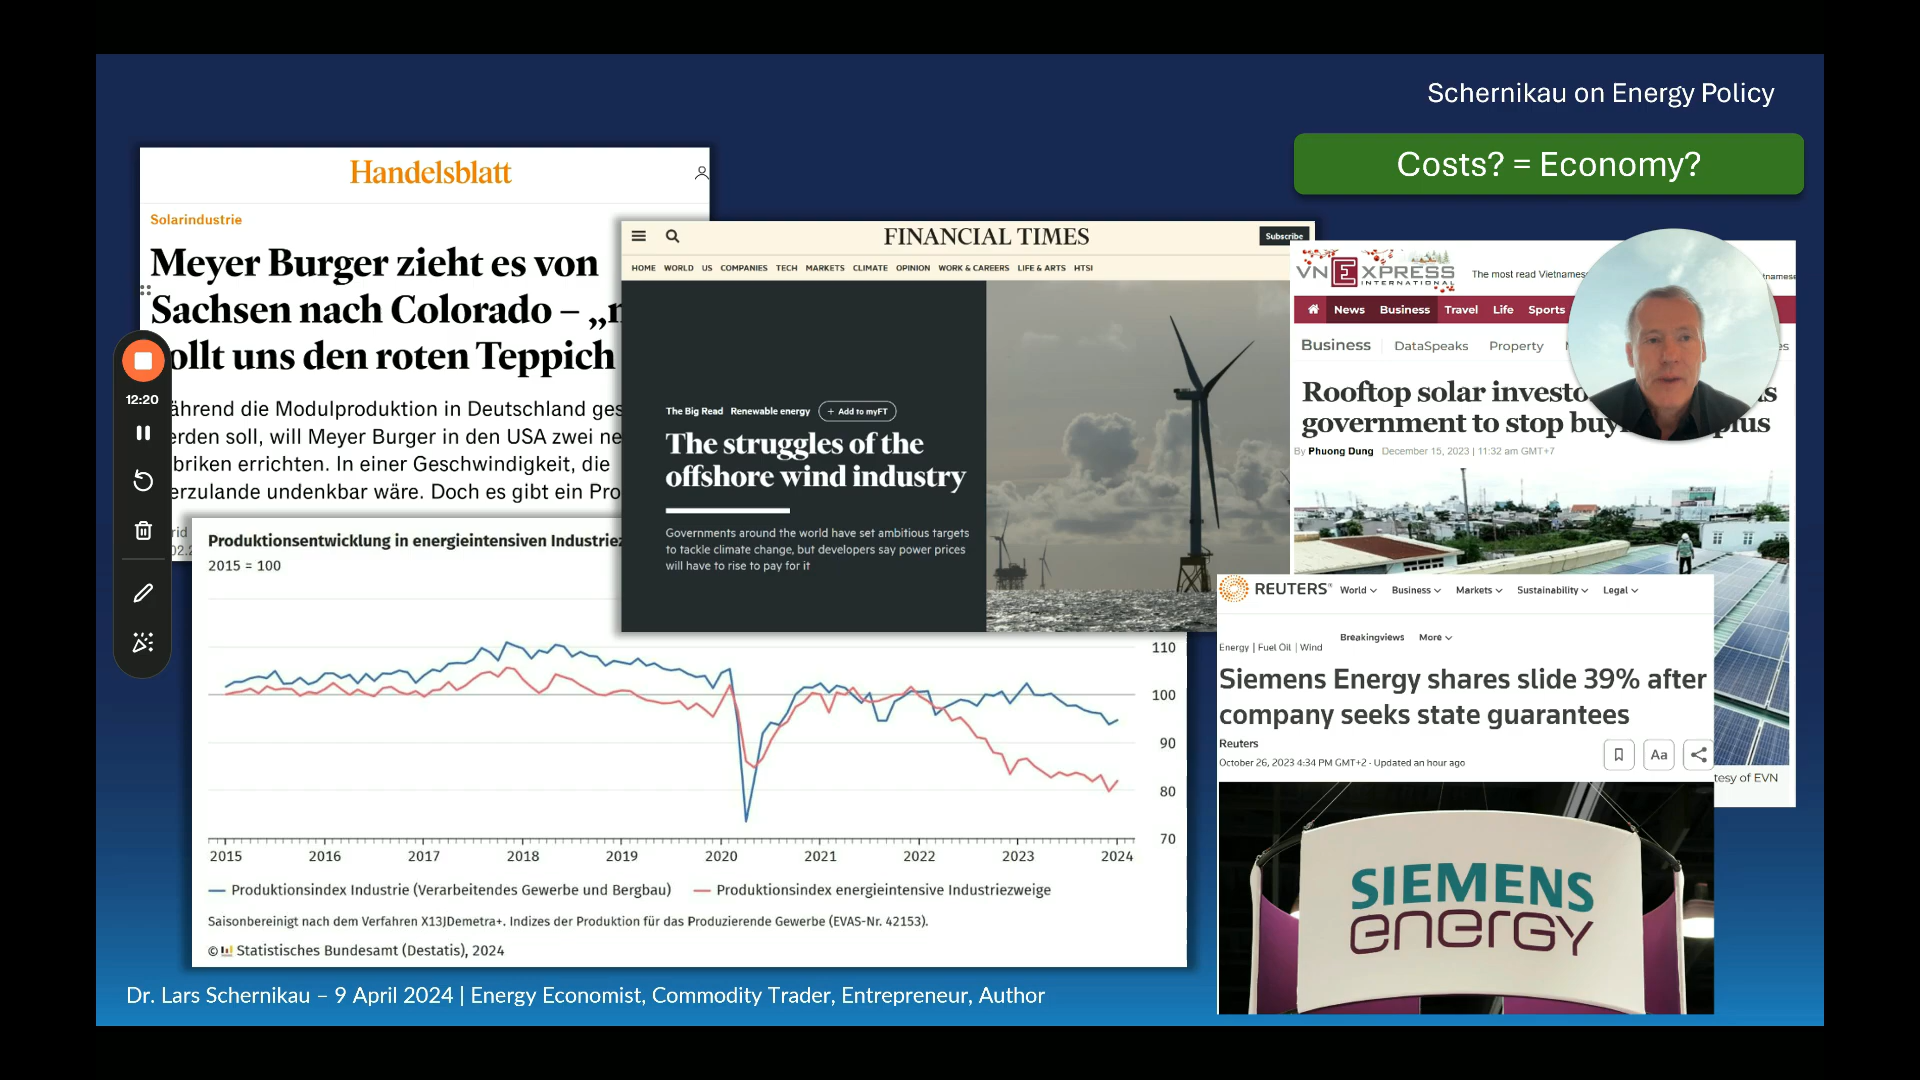 Schernikau on Energy Policy
Costs? = Economy?
Handelsblatt
Solarindustrie
Meyer Burger zieht es von
Sachsen nach Colorado – „
ollt uns den roten Teppich
ährend die Modulproduktion in Deutschland ges
erden soll, will Meyer Burger in den USA zwei ne
briken errichten. In einer Geschwindigkeit, die
erzulande undenkbar wäre. Doch es gibt ein Pro
12:20
FINANCIAL TIMES
Subscribe
HOME WORLD US COMPANIES TECH MARKETS CLIMATE OPINION WORK & CAREERS LIFE & ARTS HTSI
The Big Read Renewable energy + Add to myFT
The struggles of the
offshore wind industry
Governments around the world have set ambitious targets
to tackle climate change, but developers say power prices
will have to rise to pay for it
VNEXPRESS
INTERNATIONAL
The most read Vietnames
News Business Travel Life Sports
Business DataSpeaks Property
Rooftop solar investo s
government to stop buy plus
By Phuong Dung December 15, 2023 | 11:32 am GMT+7
tesy of EVN
REUTERS® World Business Markets Sustainability Legal
Breakingviews More
Energy | Fuel Oil | Wind
Siemens Energy shares slide 39% after
company seeks state guarantees
Reuters
October 26, 2023 4:34 PM GMT+2 · Updated an hour ago
Aa
SIEMENS
energy
Produktionsentwicklung in energieintensiven Industriez
2015 = 100
110
100
90
80
70
2015 2016 2017 2018 2019 2020 2021 2022 2023 2024
Produktionsindex Industrie (Verarbeitendes Gewerbe und Bergbau) Produktionsindex energieintensive Industriezweige
Saisonbereinigt nach dem Verfahren X13JDemetra+. Indizes der Produktion für das Produzierende Gewerbe (EVAS-Nr. 42153).
© Statistisches Bundesamt (Destatis), 2024
Dr. Lars Schernikau – 9 April 2024 | Energy Economist, Commodity Trader, Entrepreneur, Author